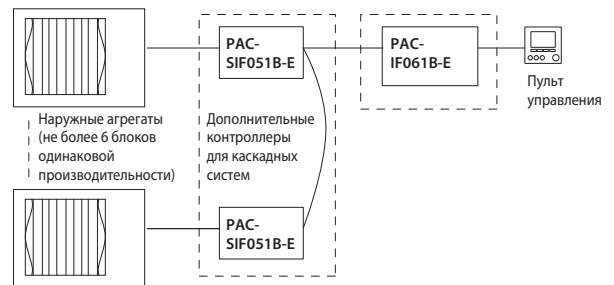 PAC-
SIF051B-E
PAC-
IF061B-E
Пульт
управления
Наружные агрегаты
(не более 6 блоков
одинаковой
производительности)
Дополнительные
контроллеры
для каскадных
систем
PAC-
SIF051B-E